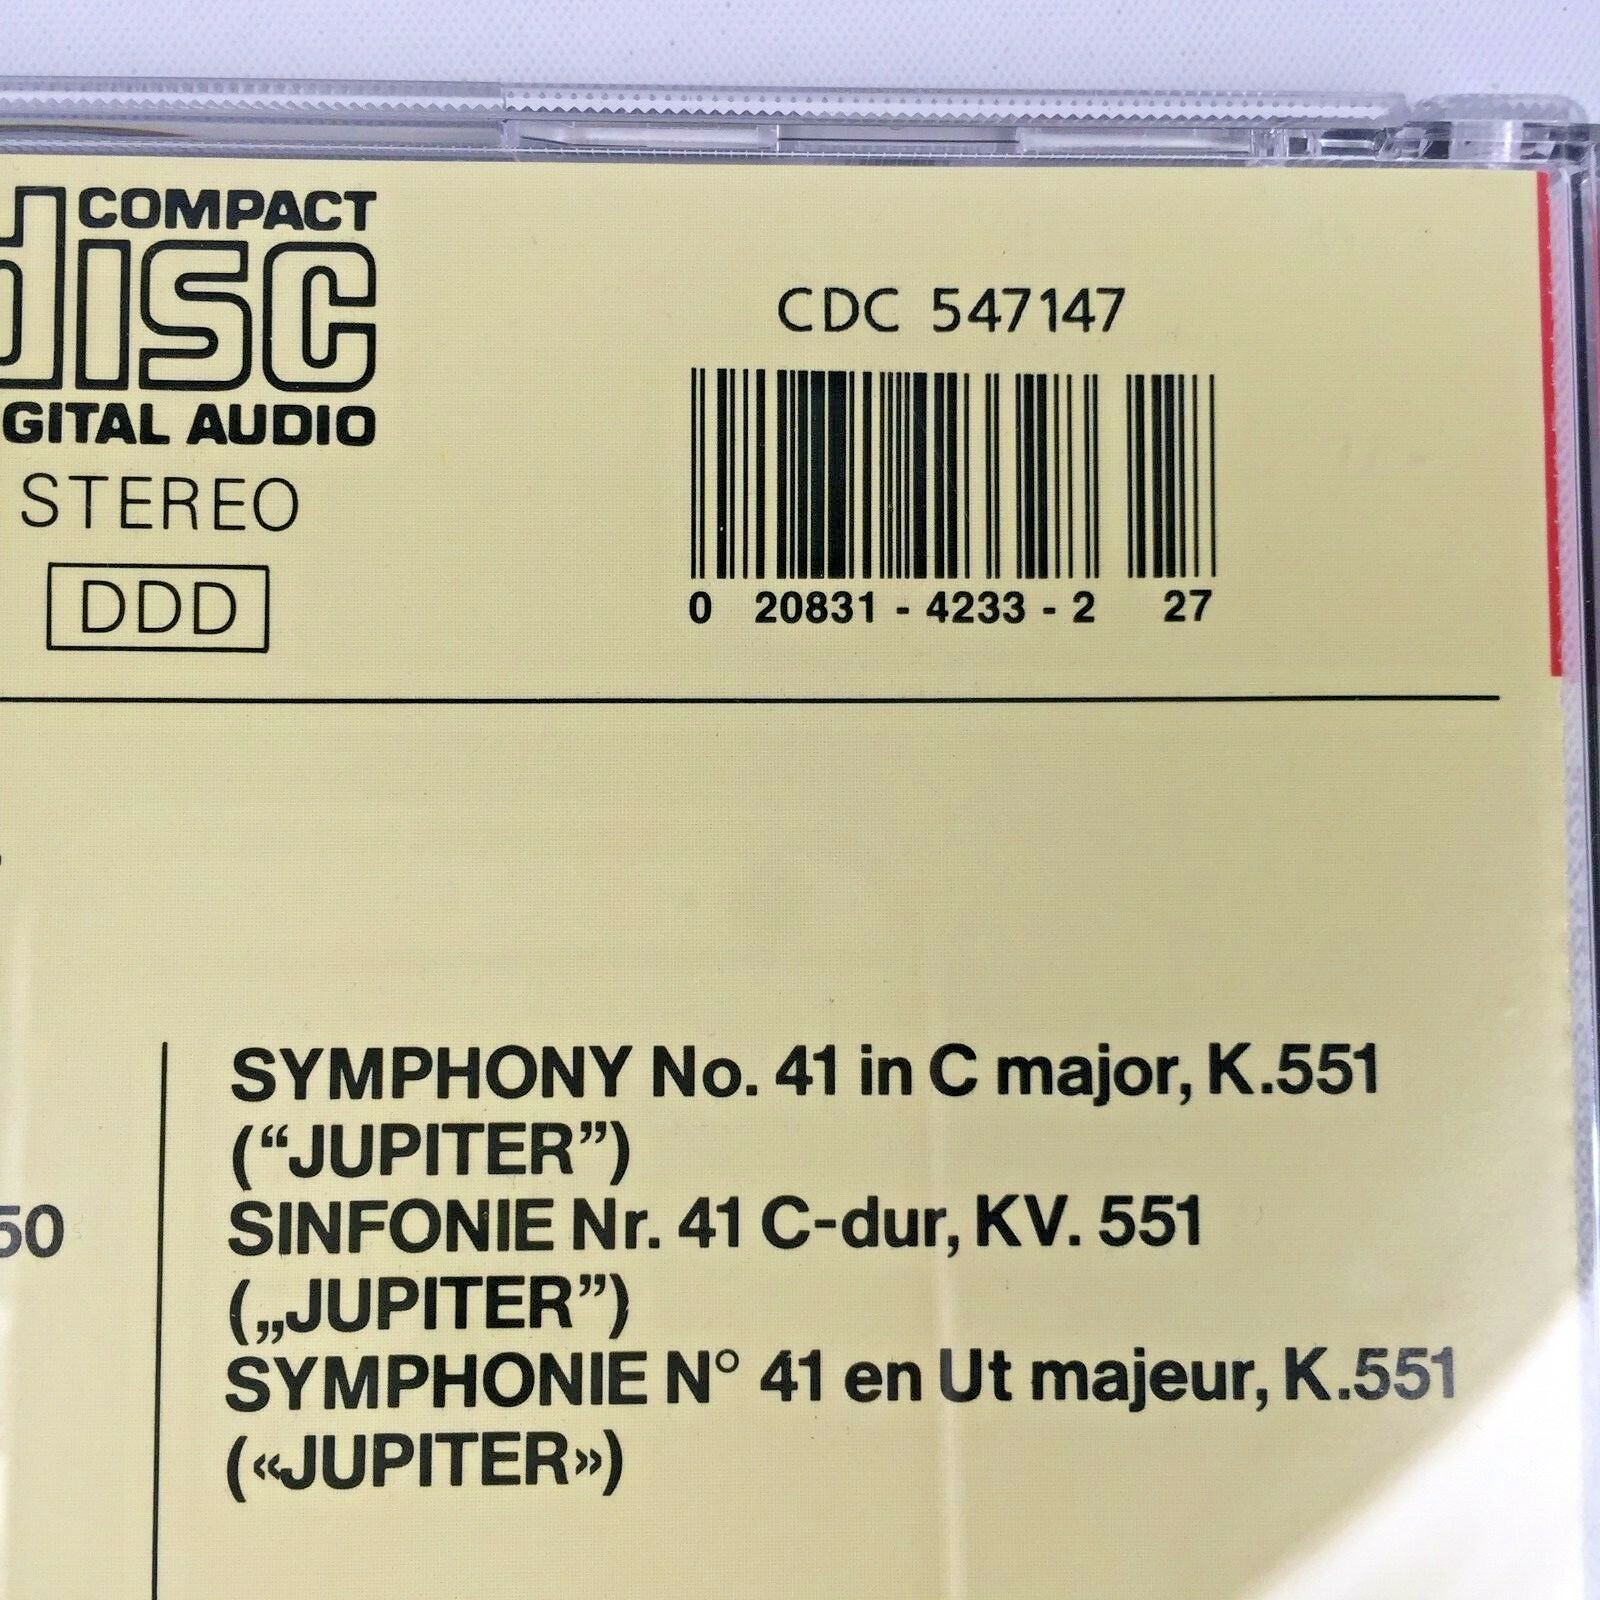 COMPACT
disc
GITAL AUDIO
STEREO
DDD
CDC 547147
0 20831 - 4233 - 2 27
50
SYMPHONY No. 41 in C major, K.551
(“JUPITER”)
SINFONIE Nr. 41 C-dur, KV. 551
(„JUPITER”)
SYMPHONIE N° 41 en Ut majeur, K.551
(«JUPITER»)